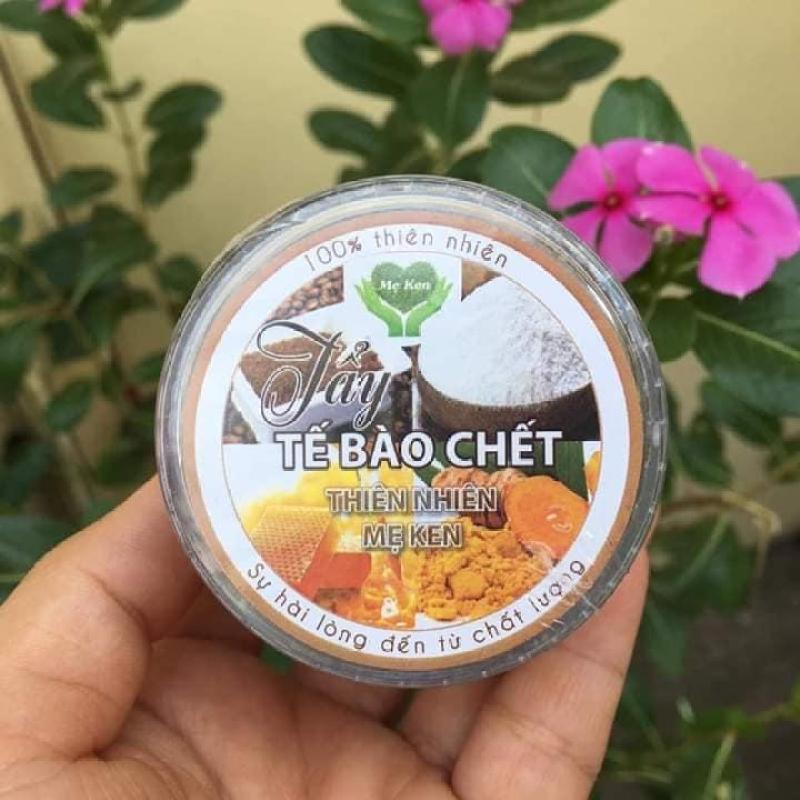 100% thiên nhiên
Mẹ Ken
Tẩy
TẾ BÀO CHẾT
THIÊN NHIÊN
MẸ KEN
Sự hài lòng đến từ chất lượng